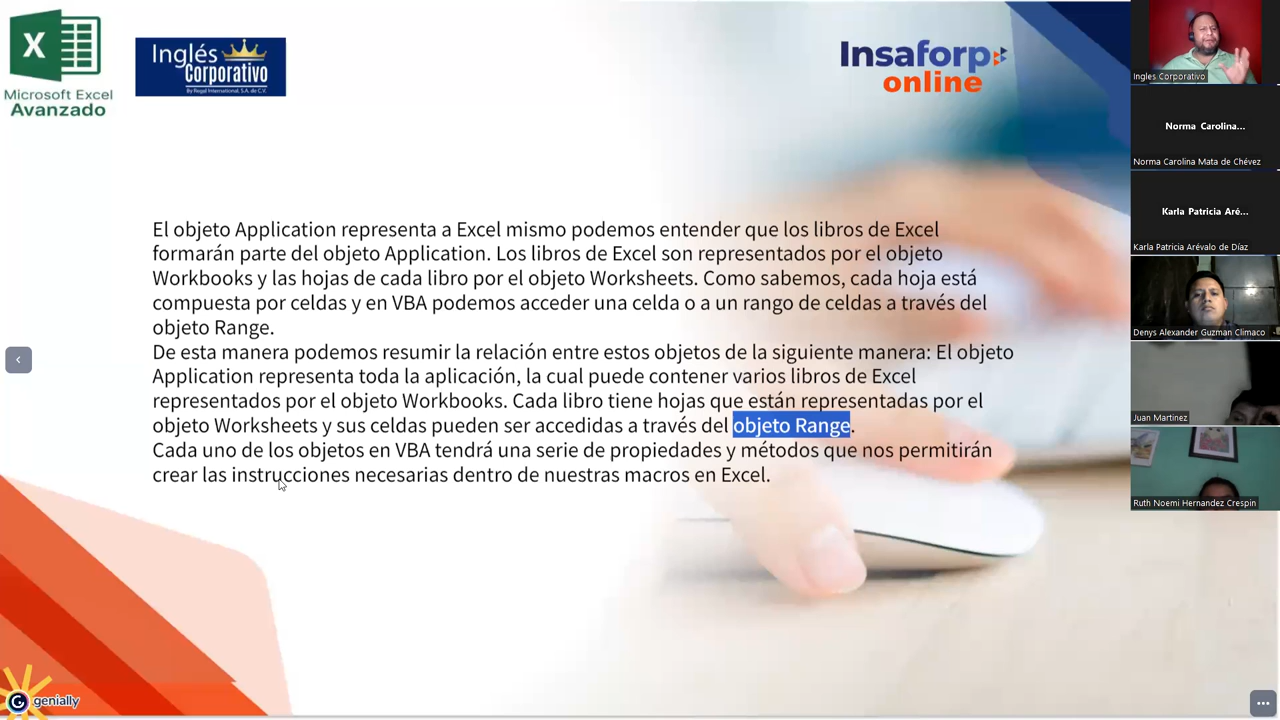 Microsoft Excel
Avanzado
Inglés
Corporativo
By Regal International, S.A. de C.V.
Insaforp
online
El objeto Application representa a Excel mismo podemos entender que los libros de Excel
formarán parte del objeto Application. Los libros de Excel son representados por el objeto
Workbooks y las hojas de cada libro por el objeto Worksheets. Como sabemos, cada hoja está
compuesta por celdas y en VBA podemos acceder una celda o a un rango de celdas a través del
objeto Range.
De esta manera podemos resumir la relación entre estos objetos de la siguiente manera: El objeto
Application representa toda la aplicación, la cual puede contener varios libros de Excel
representados por el objeto Workbooks. Cada libro tiene hojas que están representadas por el
objeto Worksheets y sus celdas pueden ser accedidas a través del objeto Range.
Cada uno de los objetos en VBA tendrá una serie de propiedades y métodos que nos permitirán
crear las instrucciones necesarias dentro de nuestras macros en Excel.
genially
Ingles Corporativo
Norma Carolina...
Norma Carolina Mata de Chévez
Karla Patricia Aré...
Karla Patricia Arévalo de Díaz
Denys Alexander Guzman Climaco
Juan Martinez
Ruth Noemi Hernandez Crespin